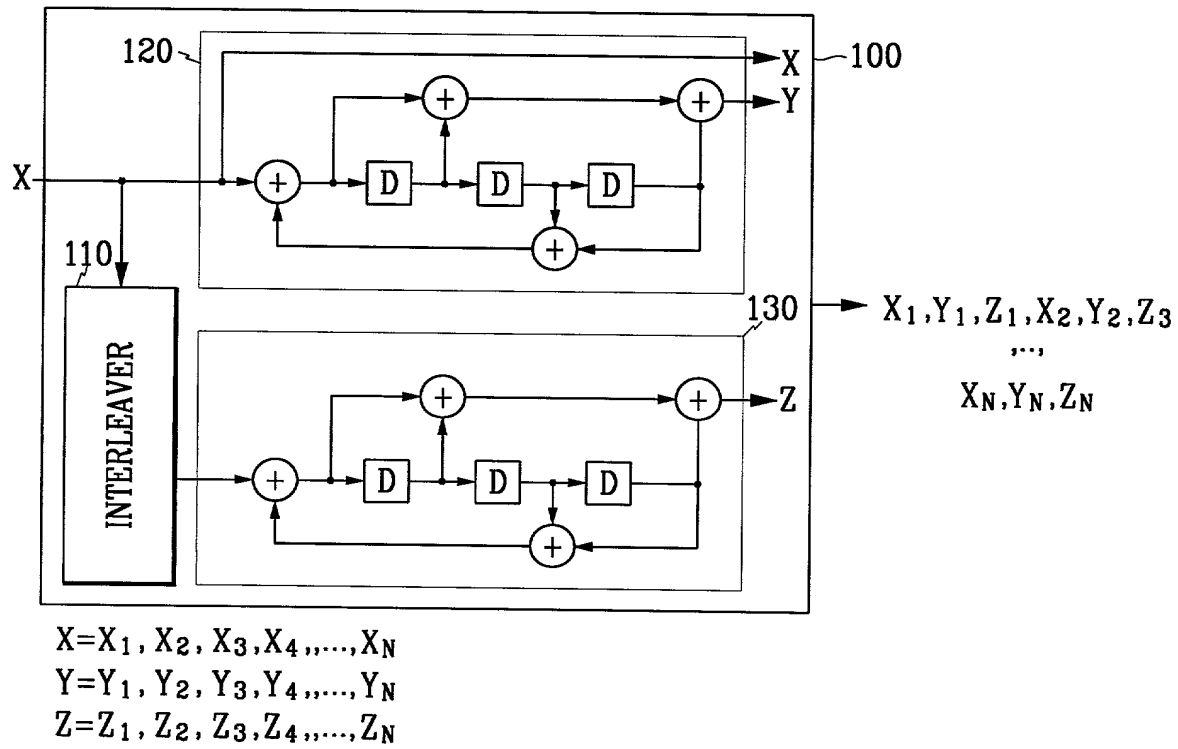 120
X
100
+
+
Y
X
+
D
D
D
+
110
INTERLEAVER
130
X1,Y1,Z1,X2,Y2,Z3
,..,
XN,YN,ZN
+
+
Z
+
D
D
D
+
X=X1, X2, X3,X4,,...,XN
Y=Y1, Y2, Y3,Y4,,...,YN
Z=Z1, Z2, Z3,Z4,,...,ZN